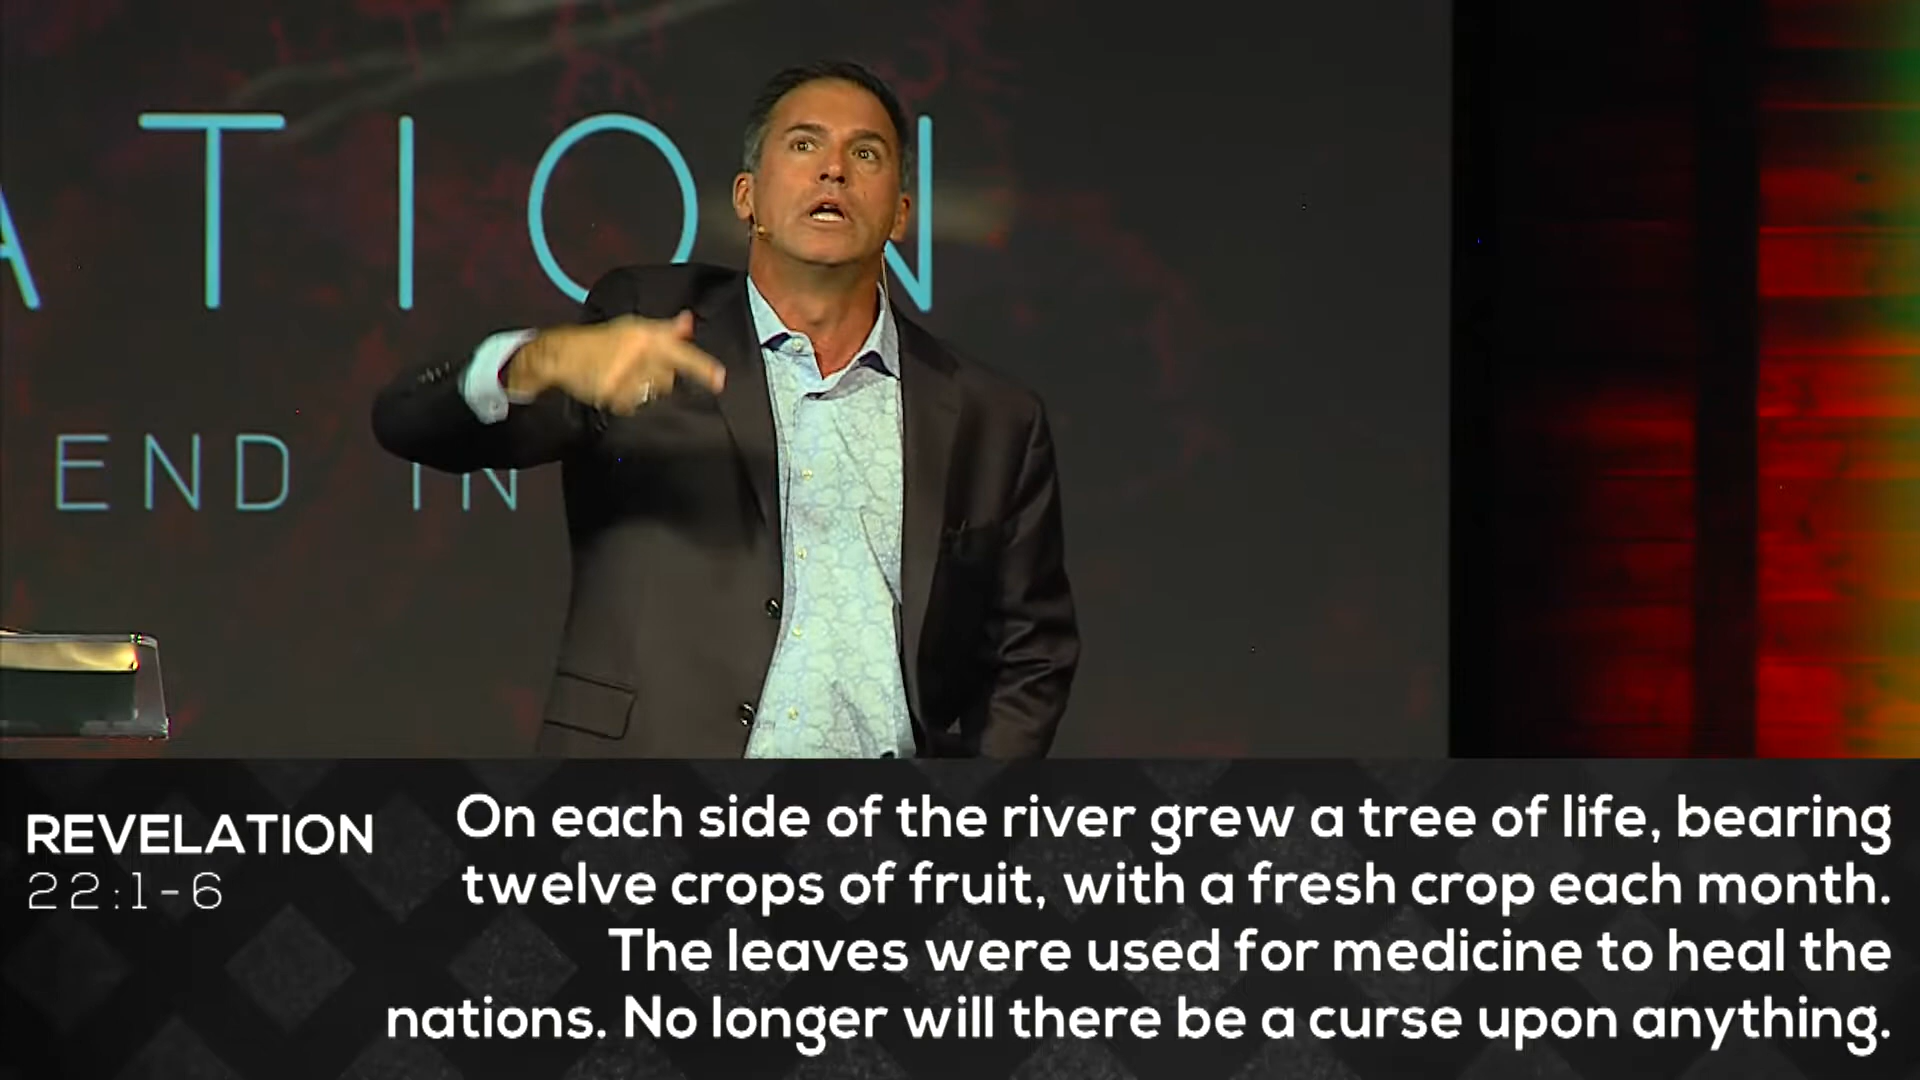 ATION
END IN
REVELATION
22:1-6
On each side of the river grew a tree of life, bearing
twelve crops of fruit, with a fresh crop each month.
The leaves were used for medicine to heal the
nations. No longer will there be a curse upon anything.